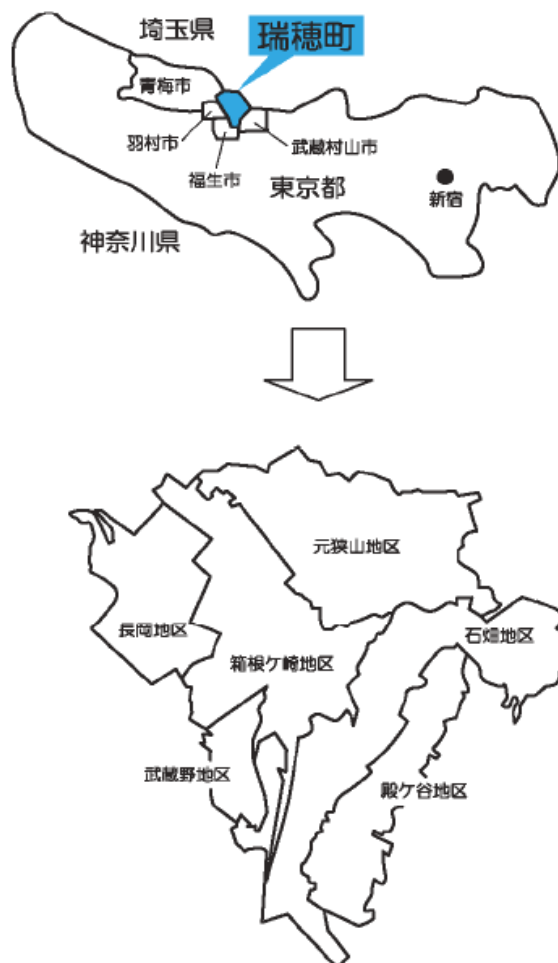 埼玉県
瑞穂町
青梅市
羽村市
武蔵村山市
福生市
東京都
新宿
神奈川県
元狭山地区
長岡地区
石畑地区
箱根ケ崎地区
武蔵野地区
殿ケ谷地区